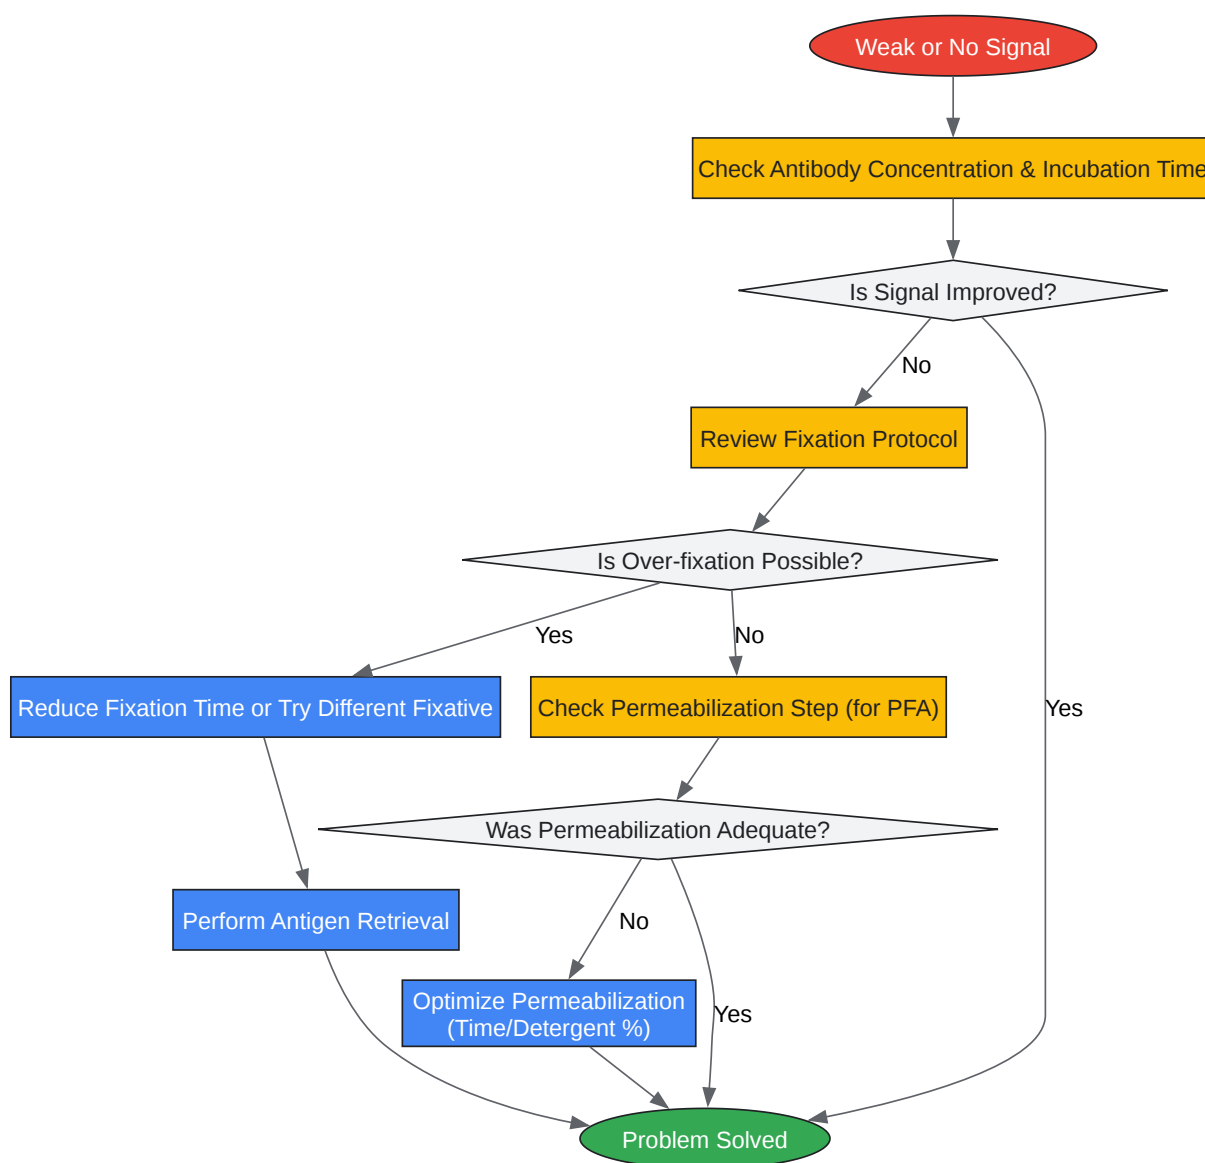 Weak or No Signal
Check Antibody Concentration & Incubation Time
Is Signal Improved?
No
Review Fixation Protocol
Is Over-fixation Possible?
Yes
No
Reduce Fixation Time or Try Different Fixative
Check Permeabilization Step (for PFA)
Yes
Was Permeabilization Adequate?
Perform Antigen Retrieval
No
Optimize Permeabilization
(Time/Detergent %)
Yes
Problem Solved